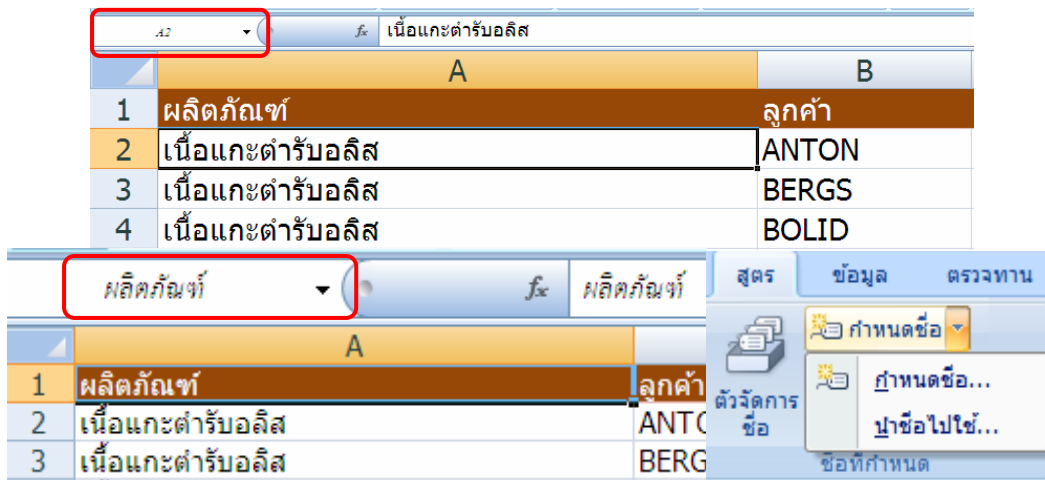 A2 fx เนื้อแกะตำรับอลิส
A B
1 ผลิตภัณฑ์ ลูกค้า
2 เนื้อแกะตำรับอลิส ANTON
3 เนื้อแกะตำรับอลิส BERGS
4 เนื้อแกะตำรับอลิส BOLID
ผลิตภัณฑ์ fx ผลิตภัณฑ์
A
1 ผลิตภัณฑ์ ลูกค้า
2 เนื้อแกะตำรับอลิส ANTO
3 เนื้อแกะตำรับอลิส BERG
สูตร ข้อมูล ตรวจทาน
กำหนดชื่อ
กำหนดชื่อ...
นำชื่อไปใช้...
ตัวจัดการ
ชื่อ
ชื่อที่กำหนด